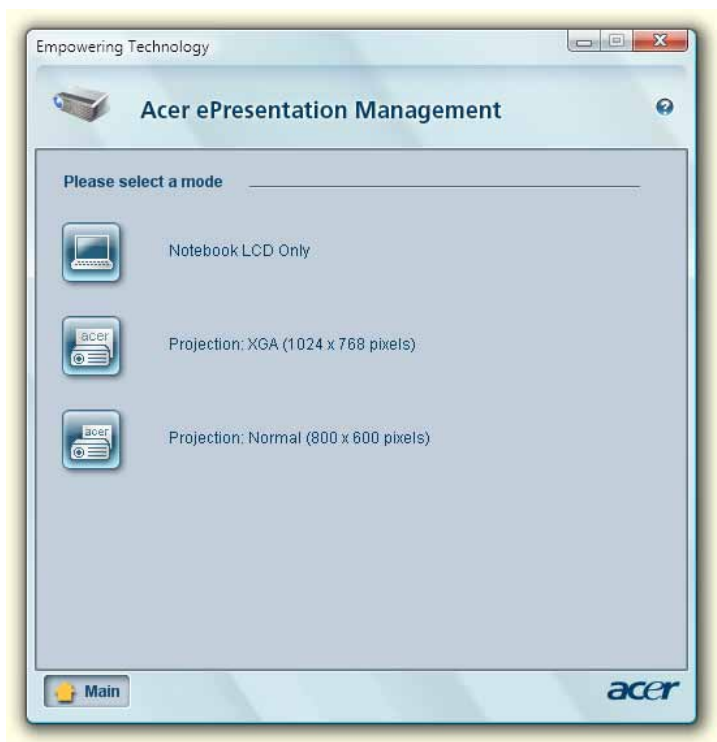 Empowering Technology
Acer ePresentation Management
Please select a mode
Notebook LCD Only
acer
Projection: XGA (1024 x 768 pixels)
acer
Projection: Normal (800 x 600 pixels)
Main
acer